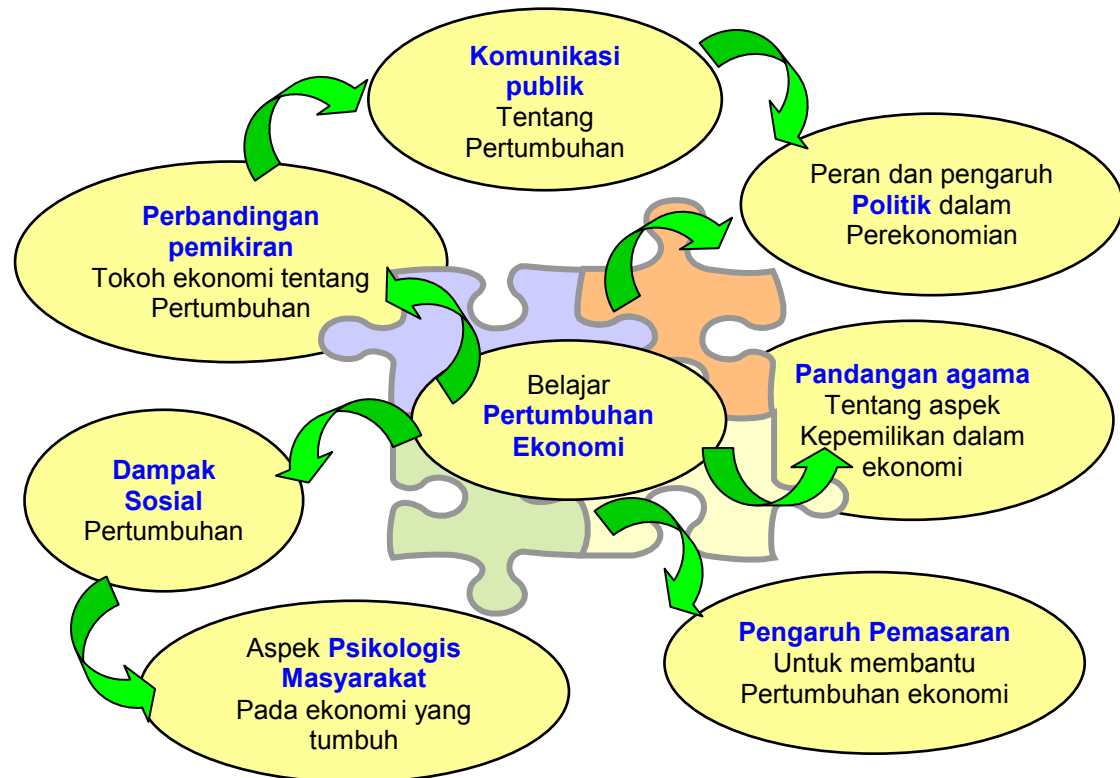 Komunikasi
publik
Tentang
Pertumbuhan
Peran dan pengaruh
Politik dalam
Perekonomian
Perbandingan
pemikiran
Tokoh ekonomi tentang
Pertumbuhan
Belajar
Pertumbuhan
Ekonomi
Pandangan agama
Tentang aspek
Kepemilikan dalam
ekonomi
Dampak
Sosial
Pertumbuhan
Aspek Psikologis
Masyarakat
Pada ekonomi yang
tumbuh
Pengaruh Pemasaran
Untuk membantu
Pertumbuhan ekonomi